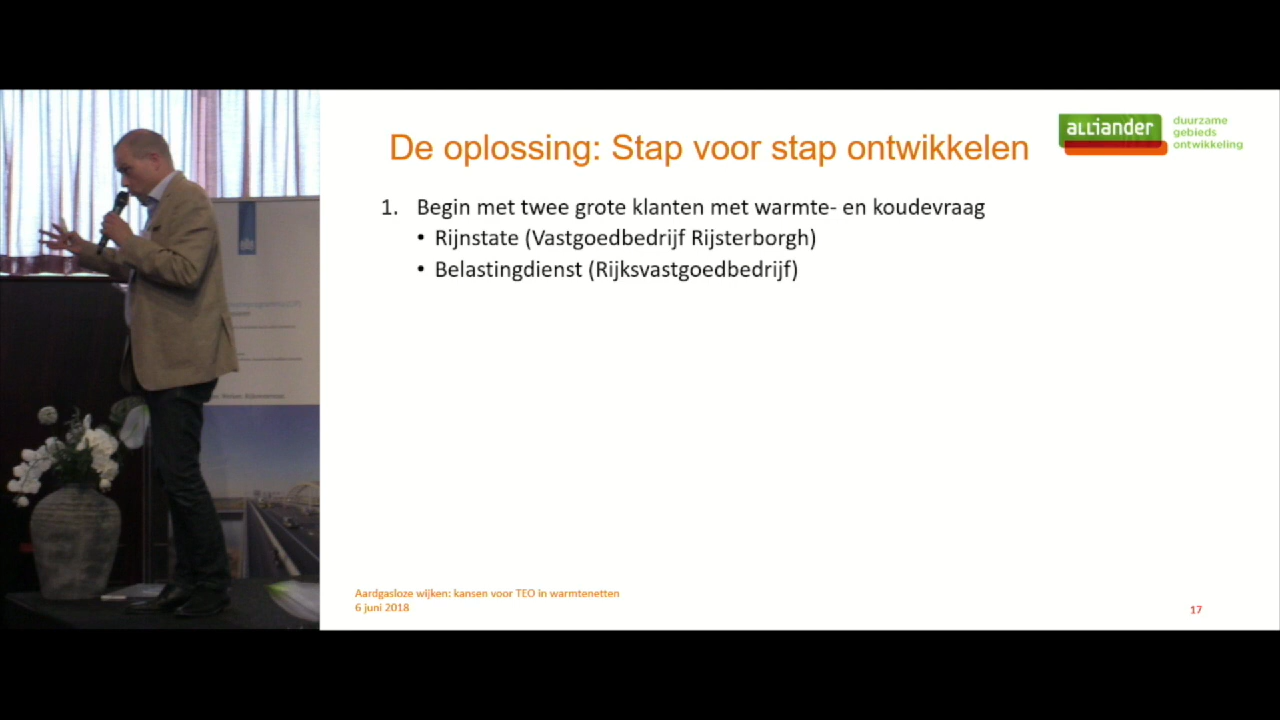 De oplossing: Stap voor stap ontwikkelen
alliander
duurzame
gebieds
ontwikkeling
1. Begin met twee grote klanten met warmte- en koudevraag
• Rijnstate (Vastgoedbedrijf Rijsterborgh)
• Belastingdienst (Rijksvastgoedbedrijf)
Aardgasloze wijken: kansen voor TEO in warmtenetten
6 juni 2018
17